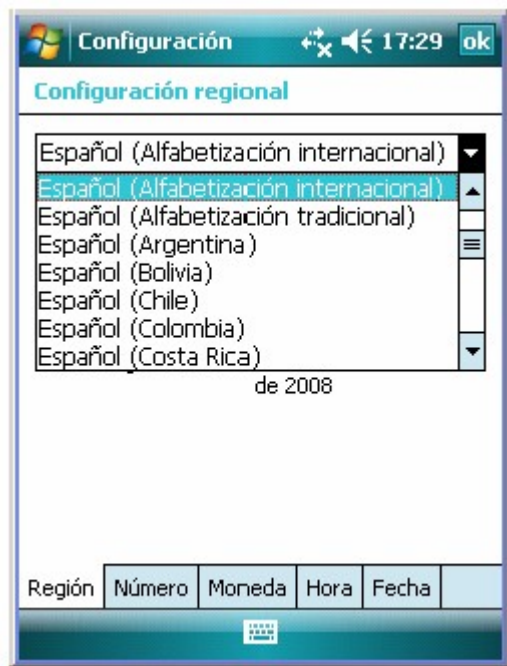 Configuración 17:29 ok
Configuración regional
Español (Alfabetización internacional)
Español (Alfabetización internacional)
Español (Alfabetización tradicional)
Español (Argentina)
Español (Bolivia)
Español (Chile)
Español (Colombia)
Español (Costa Rica)
de 2008
Región Número Moneda Hora Fecha